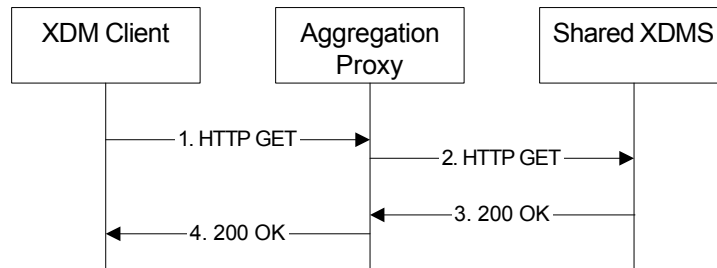 XDM Client
Aggregation
Proxy
Shared XDMS
1. HTTP GET
2. HTTP GET
3. 200 OK
4. 200 OK